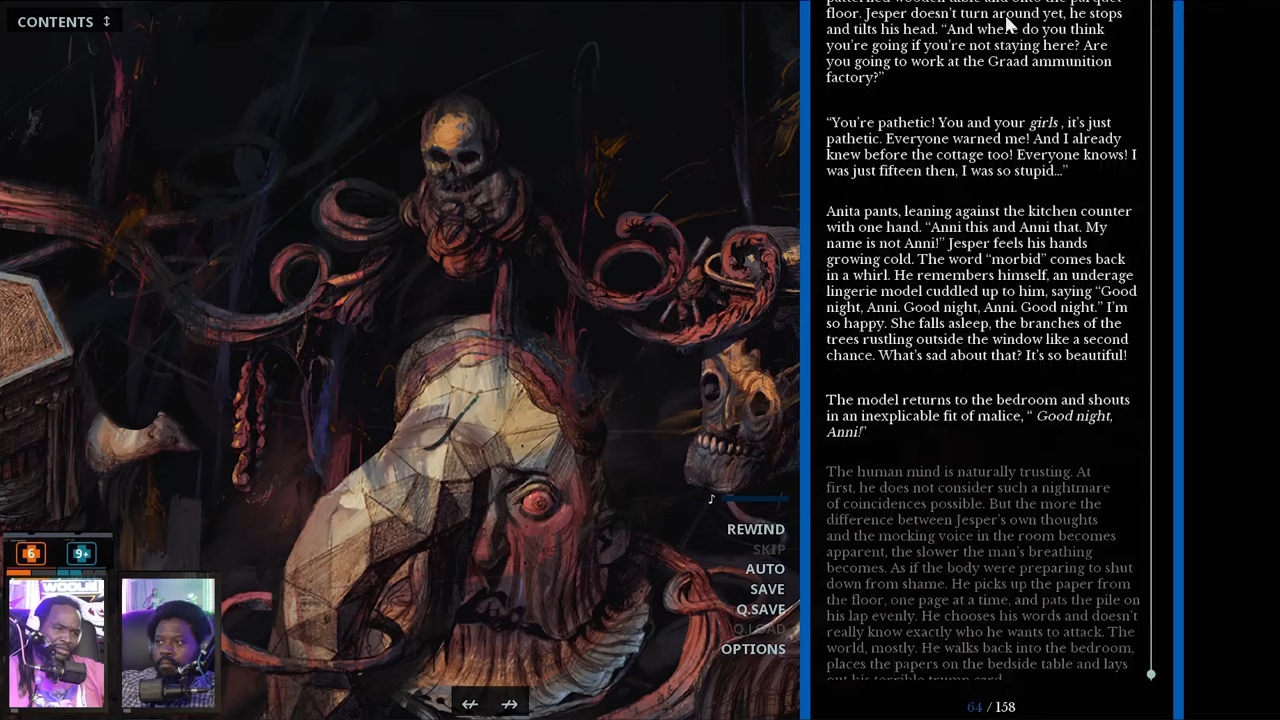 CONTENTS
patterned wooden table and onto the parquet
floor. Jesper doesn’t turn around yet, he stops
and tilts his head. “And where do you think
you’re going if you’re not staying here? Are
you going to work at the Graad ammunition
factory?”
“You’re pathetic! You and your girls , it’s just
pathetic. Everyone warned me! And I already
knew before the cottage too! Everyone knows! I
was just fifteen then, I was so stupid…”
Anita pants, leaning against the kitchen counter
with one hand. “Anni this and Anni that. My
name is not Anni!” Jesper feels his hands
growing cold. The word “morbid” comes back
in a whirl. He remembers himself, an underage
lingerie model cuddled up to him, saying “Good
night, Anni. Good night, Anni. Good night.” I’m
so happy. She falls asleep, the branches of the
trees rustling outside the window like a second
chance. What’s sad about that? It’s so beautiful!
The model returns to the bedroom and shouts
in an inexplicable fit of malice, “ Good night,
Anni!”
The human mind is naturally trusting. At
first, he does not consider such a nightmare
of coincidences possible. But the more the
difference between Jesper’s own thoughts
and the mocking voice in the room becomes
apparent, the slower the man’s breathing
becomes. As if the body were preparing to shut
down from shame. He picks up the paper from
the floor, one page at a time, and pats the pile on
his lap evenly. He chooses his words and doesn’t
really know exactly who he wants to attack. The
world, mostly. He walks back into the bedroom,
places the papers on the bedside table and lays
out his terrible trump card.
REWIND
SKIP
AUTO
SAVE
Q.SAVE
Q.LOAD
OPTIONS
6
9+
64 / 158